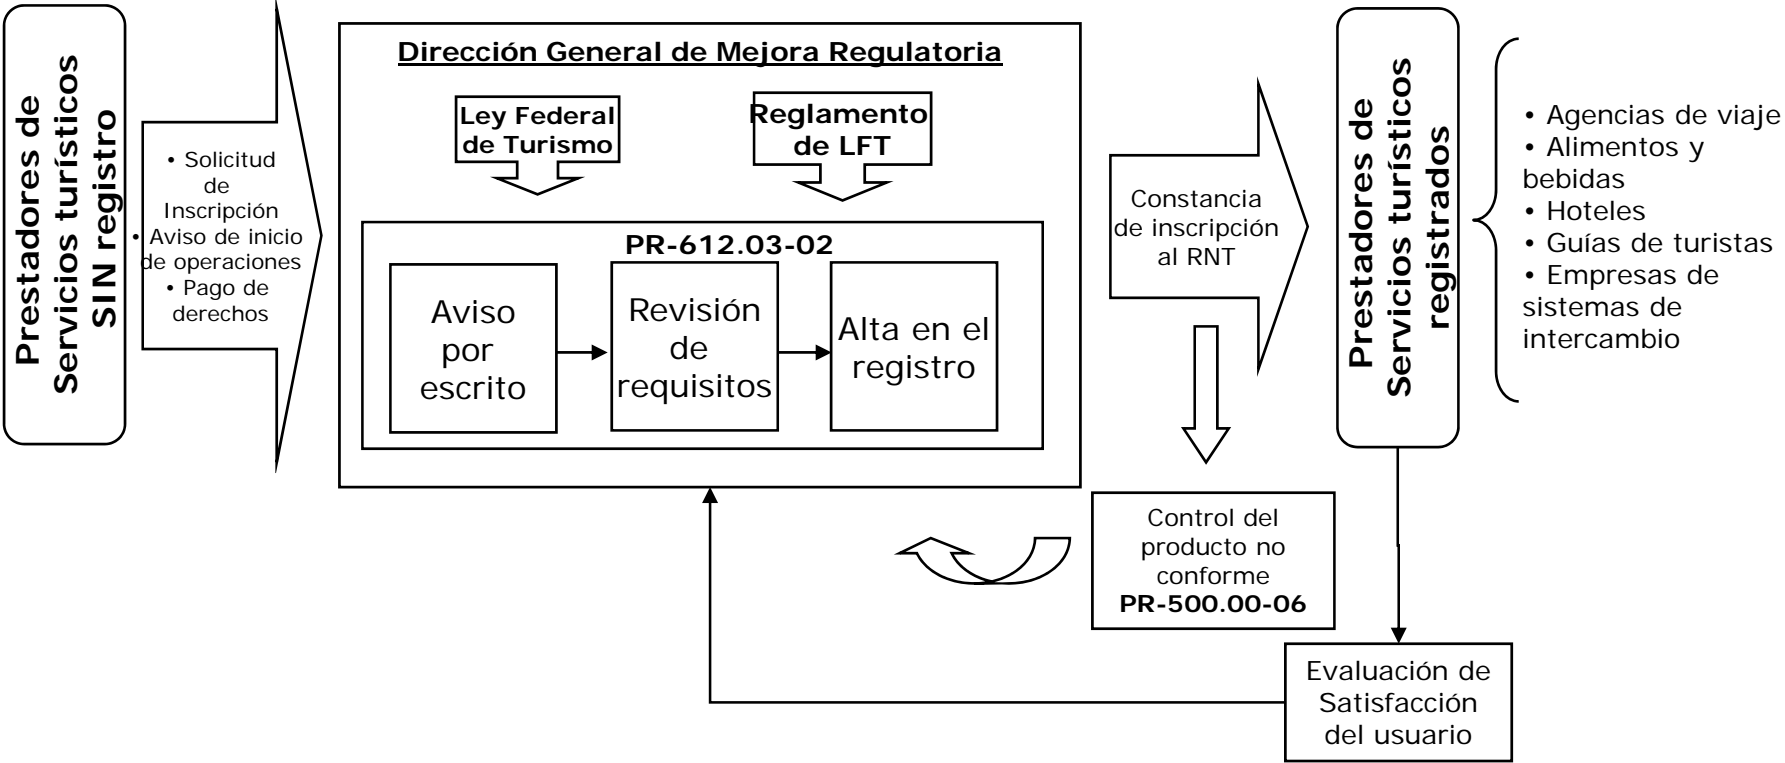 Prestadores de
Servicios turísticos
SIN registro
• Solicitud
de
Inscripción
• Aviso de inicio
de operaciones
• Pago de
derechos
Dirección General de Mejora Regulatoria
Ley Federal
de Turismo
Reglamento
de LFT
PR-612.03-02
Aviso
por
escrito
Revisión
de
requisitos
Alta en el
registro
Constancia
de inscripción
al RNT
Prestadores de
Servicios turísticos
registrados
• Agencias de viaje
• Alimentos y
bebidas
• Hoteles
• Guías de turistas
• Empresas de
sistemas de
intercambio
Control del
producto no
conforme
PR-500.00-06
Evaluación de
Satisfacción
del usuario